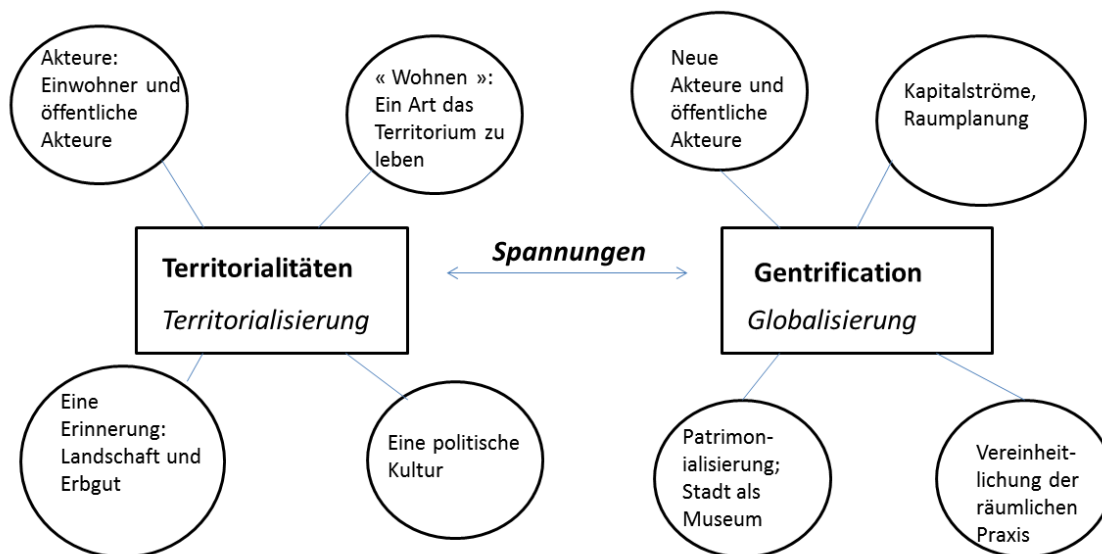 Akteure:
Einwohner und
öffentliche
Akteure
« Wohnen »:
Ein Art das
Territorium zu
leben
Neue
Akteure und
öffentliche
Akteure
Kapitalströme,
Raumplanung
Territorialitäten
Territorialisierung
Spannungen
Gentrification
Globalisierung
Eine
Erinnerung:
Landschaft und
Erbgut
Eine politische
Kultur
Patrimon-
ialisierung;
Stadt als
Museum
Vereinheit-
lichung der
räumlichen
Praxis